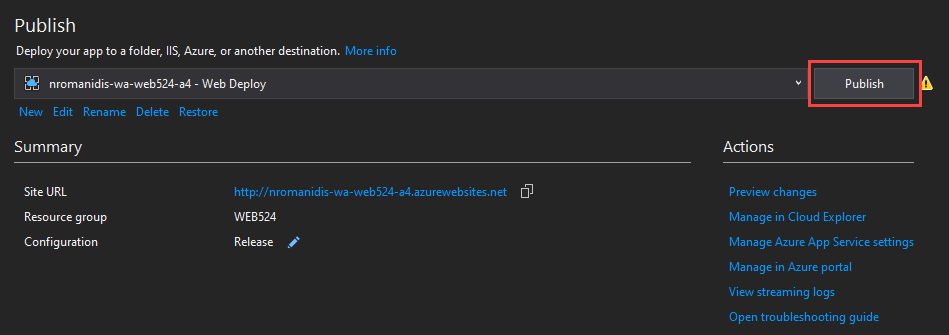 Publish
Deploy your app to a folder, IIS, Azure, or another destination. More info
nromanidis-wa-web524-a4 - Web Deploy
Publish
New Edit Rename Delete Restore
Summary
Site URL http://nromanidis-wa-web524-a4.azurewebsites.net
Resource group WEB524
Configuration Release
Actions
Preview changes
Manage in Cloud Explorer
Manage Azure App Service settings
Manage in Azure portal
View streaming logs
Open troubleshooting guide